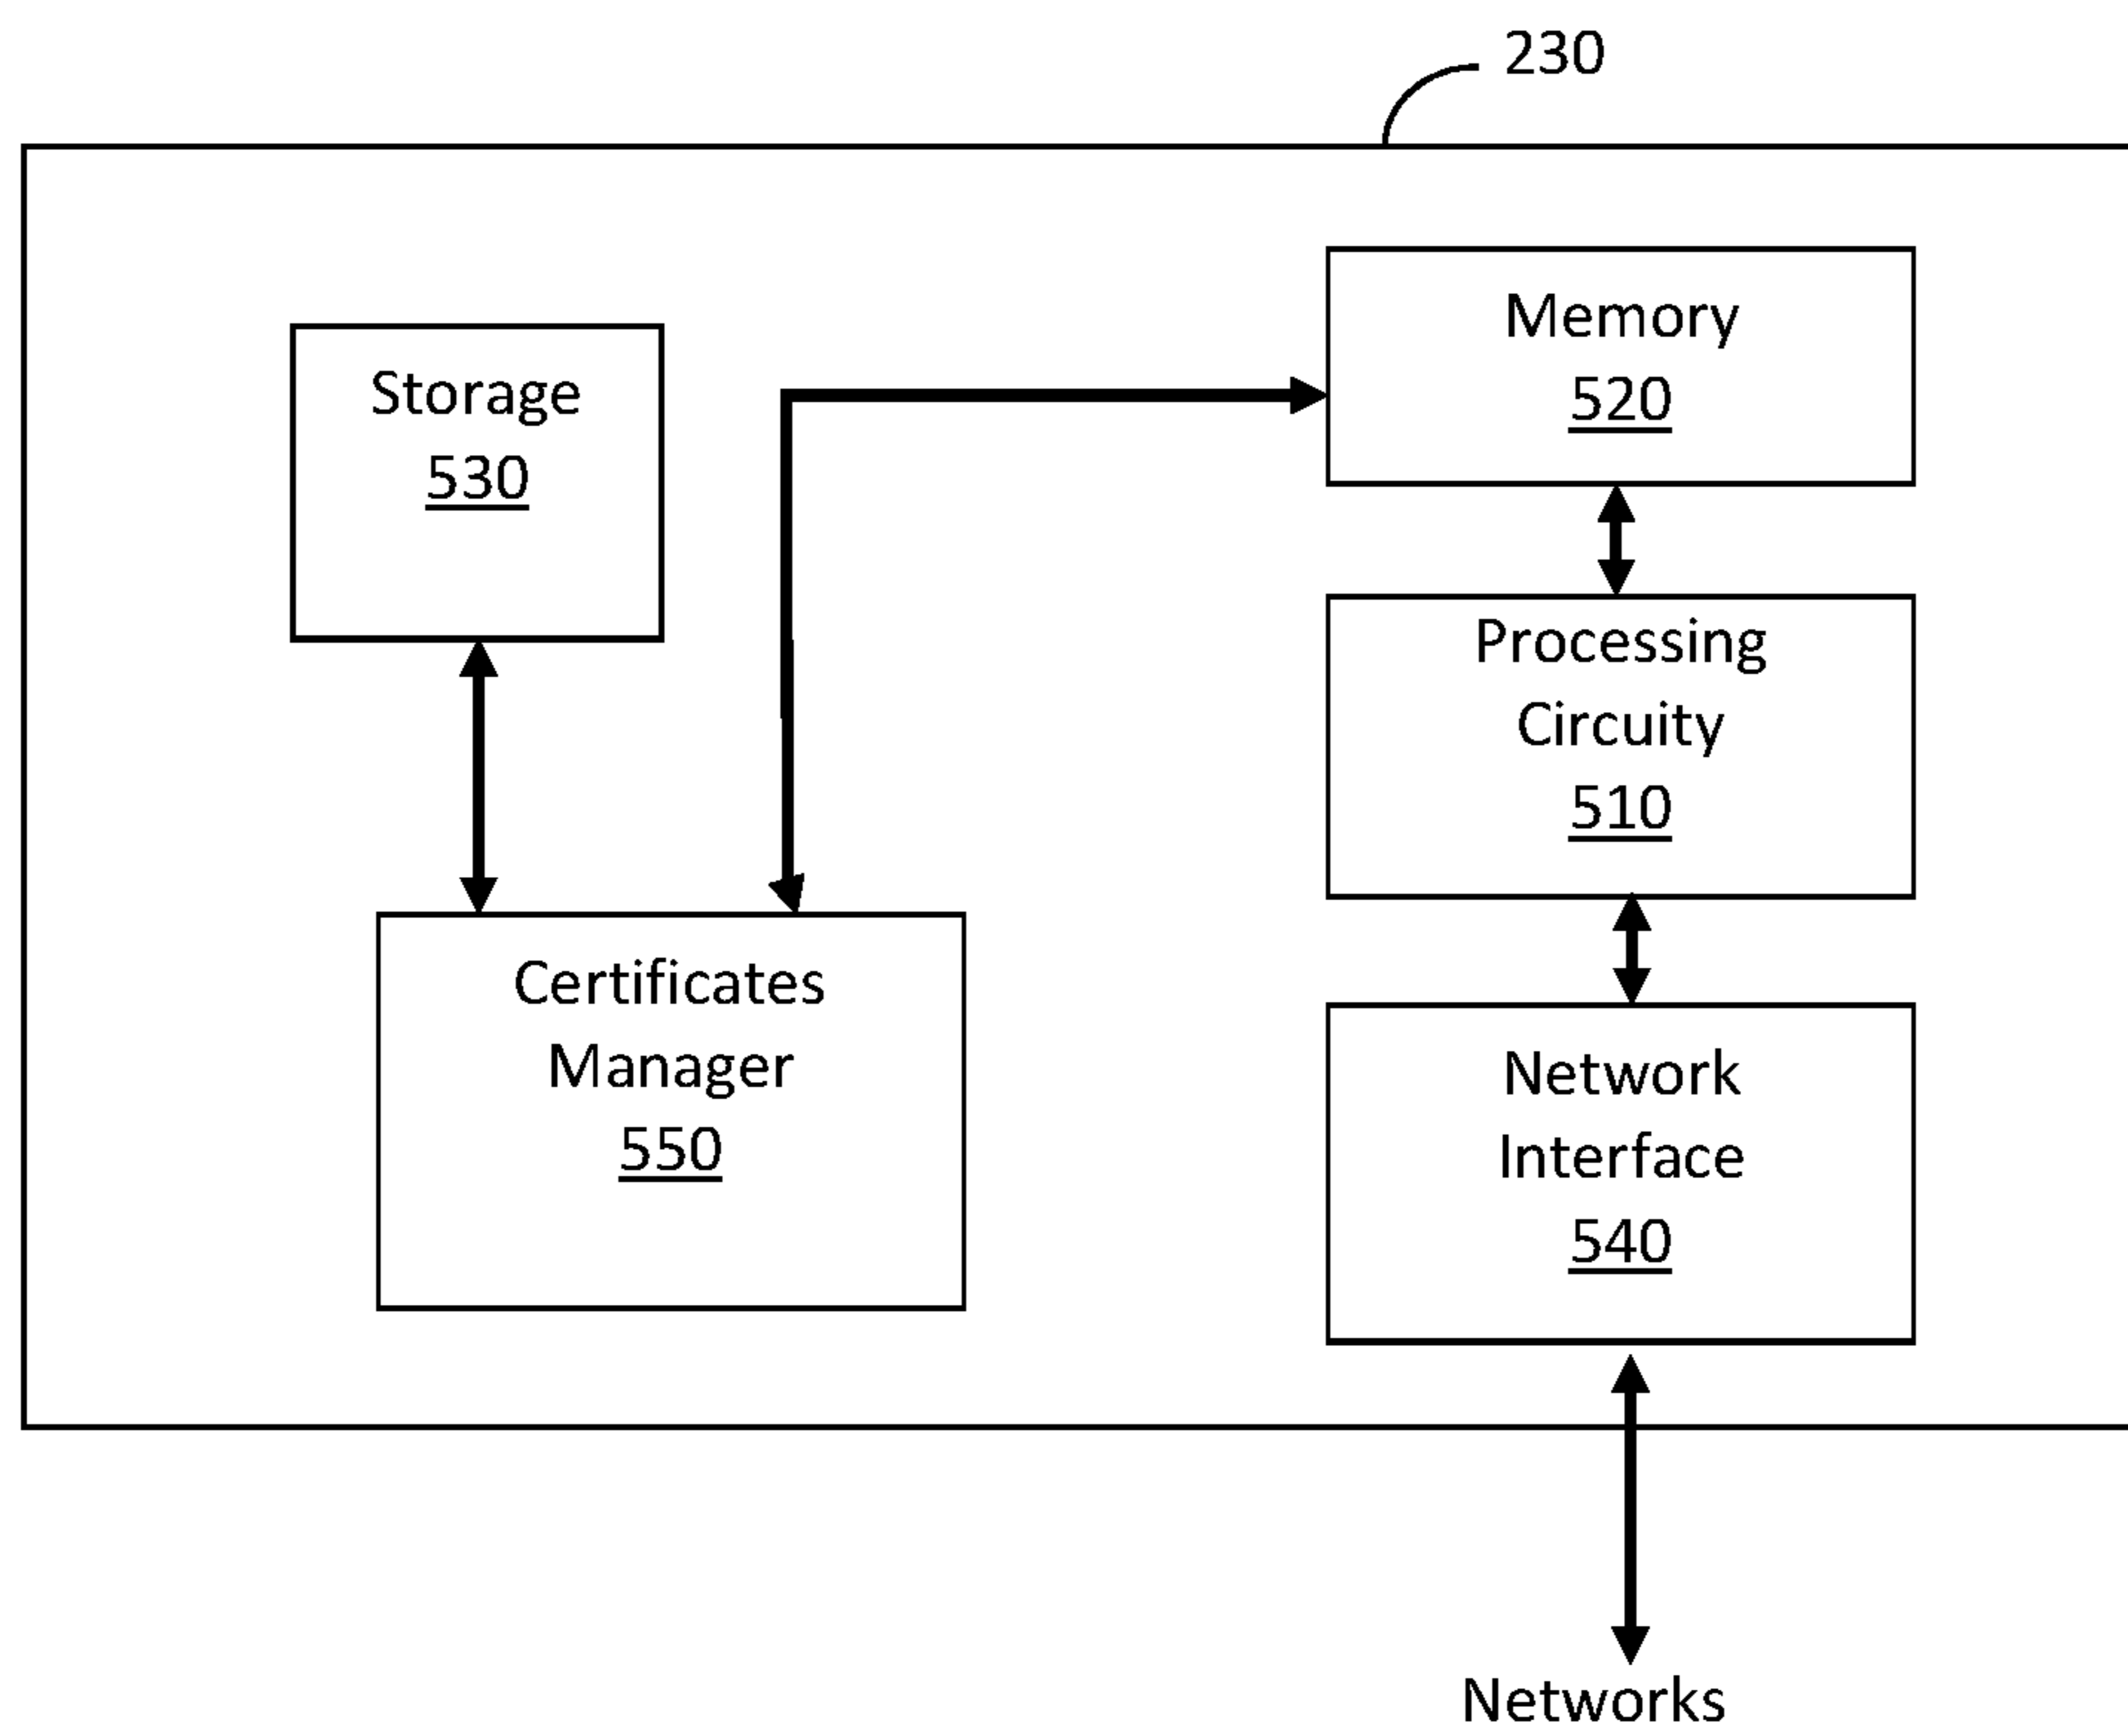 230
Memory
520
Storage
530
Processing
Circuity
510
Certificates
Manager
550
Network
Interface
540
Networks